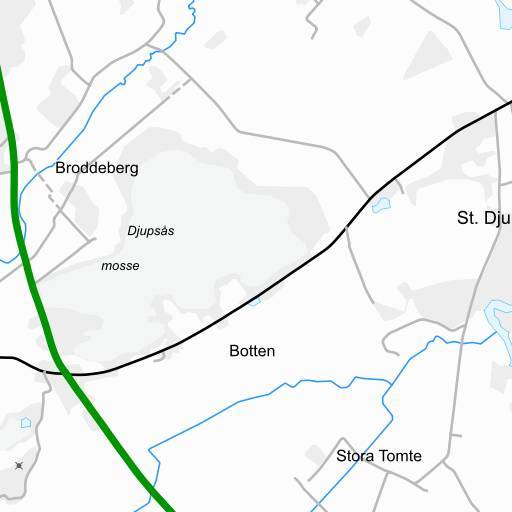 Broddeberg
St. Dju
Djupsås
mosse
Botten
Stora Tomte